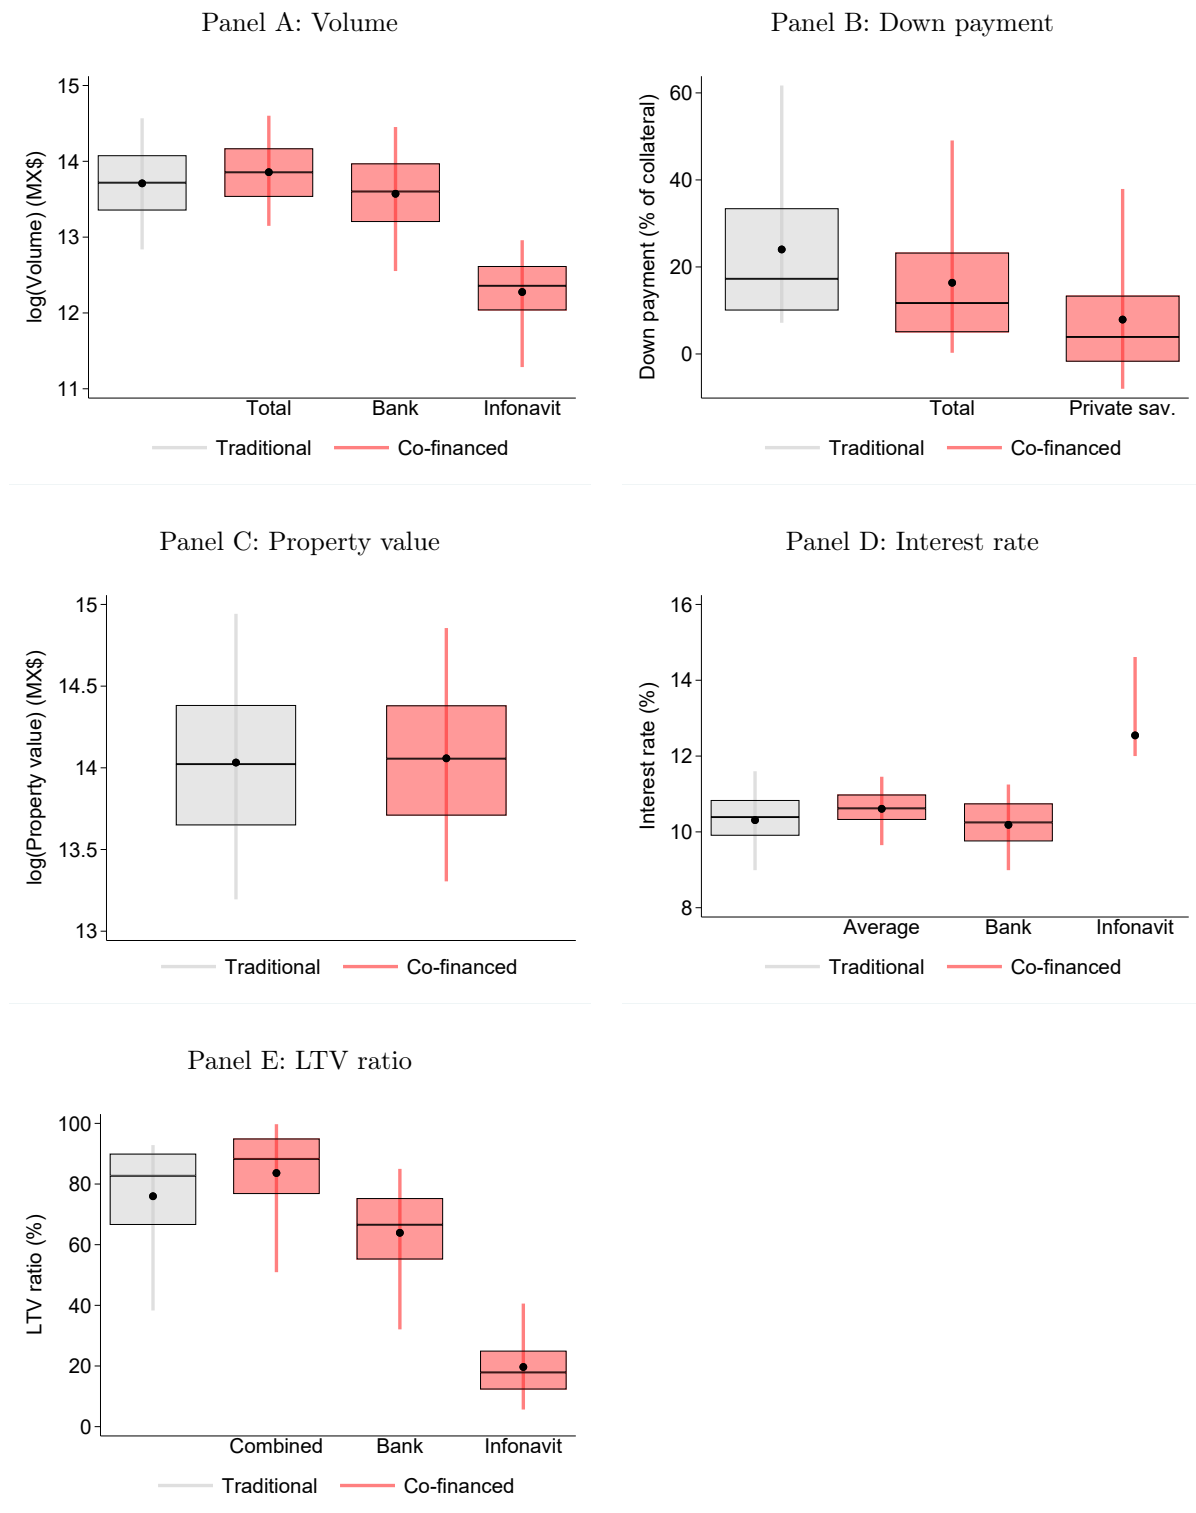 Panel A: Volume
log(Volume) (MX$)
15
14
13
12
11
Total Bank Infonavit
Traditional Co-financed
Panel B: Down payment
Down payment (% of collateral)
60
40
20
0
Total Private sav.
Traditional Co-financed
Panel C: Property value
log(Property value) (MX$)
15
14.5
14
13.5
13
Traditional Co-financed
Panel D: Interest rate
Interest rate (%)
16
14
12
10
8
Average Bank Infonavit
Traditional Co-financed
Panel E: LTV ratio
LTV ratio (%)
100
80
60
40
20
0
Combined Bank Infonavit
Traditional Co-financed